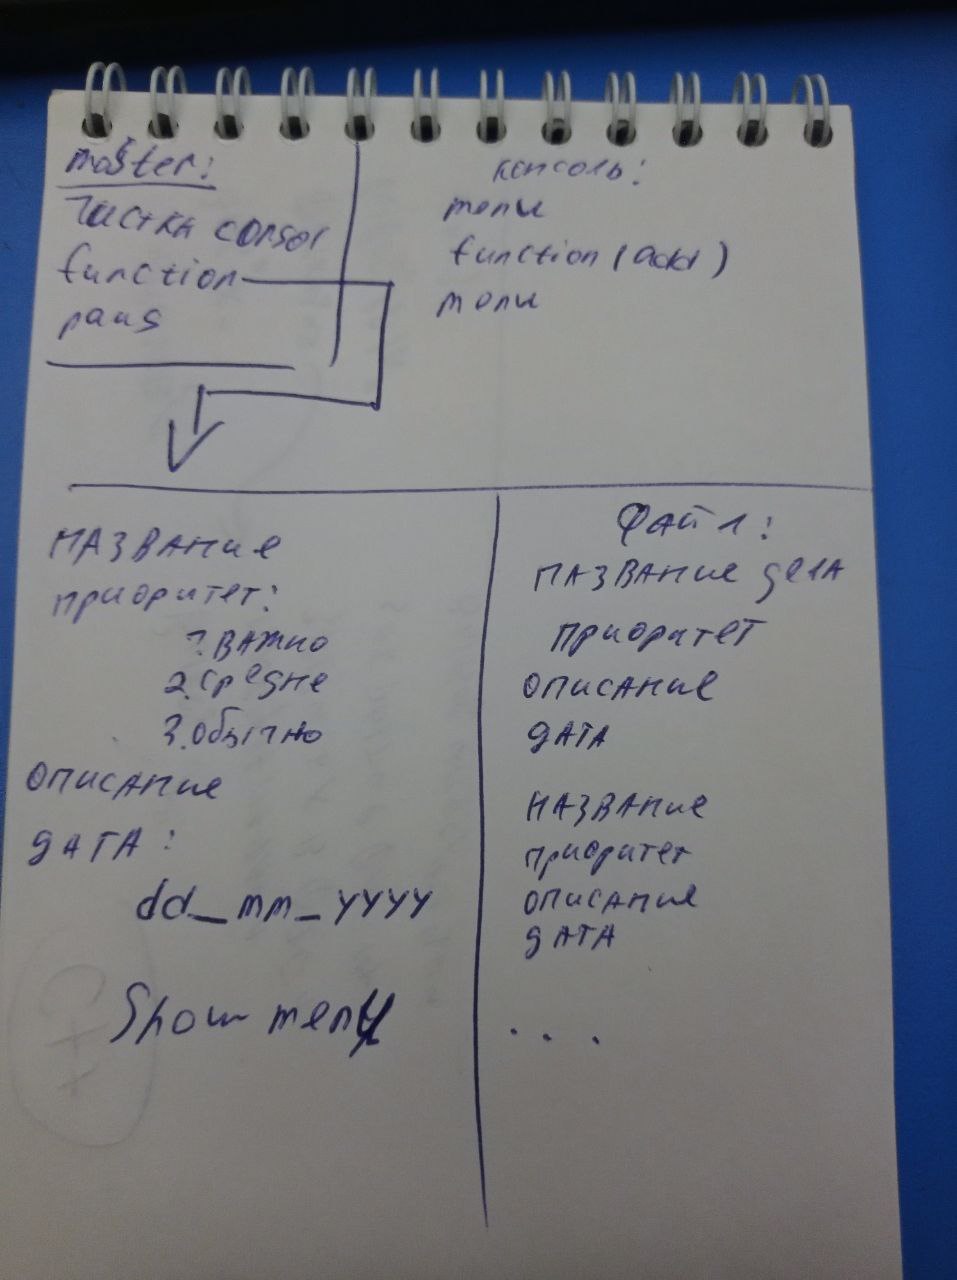 master:
чистка consol
function
paus
консоль:
menu
function (add)
menu
название
приоритет:
1. важно
2. средне
3. обычно
описание
дата:
dd_mm_yyyy
Show menu
Файл:
название дела
приоритет
описание
дата
название
приоритет
описание
дата
...